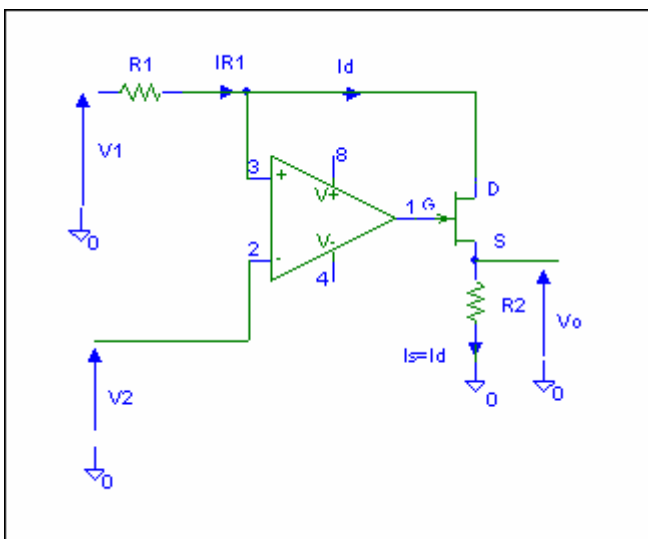 R1 IR1 Id
V1
3 + 8
V+ D
1 G
0 V- S
2 - 4
R2 Vo
Is=Id
V2 0 0
0